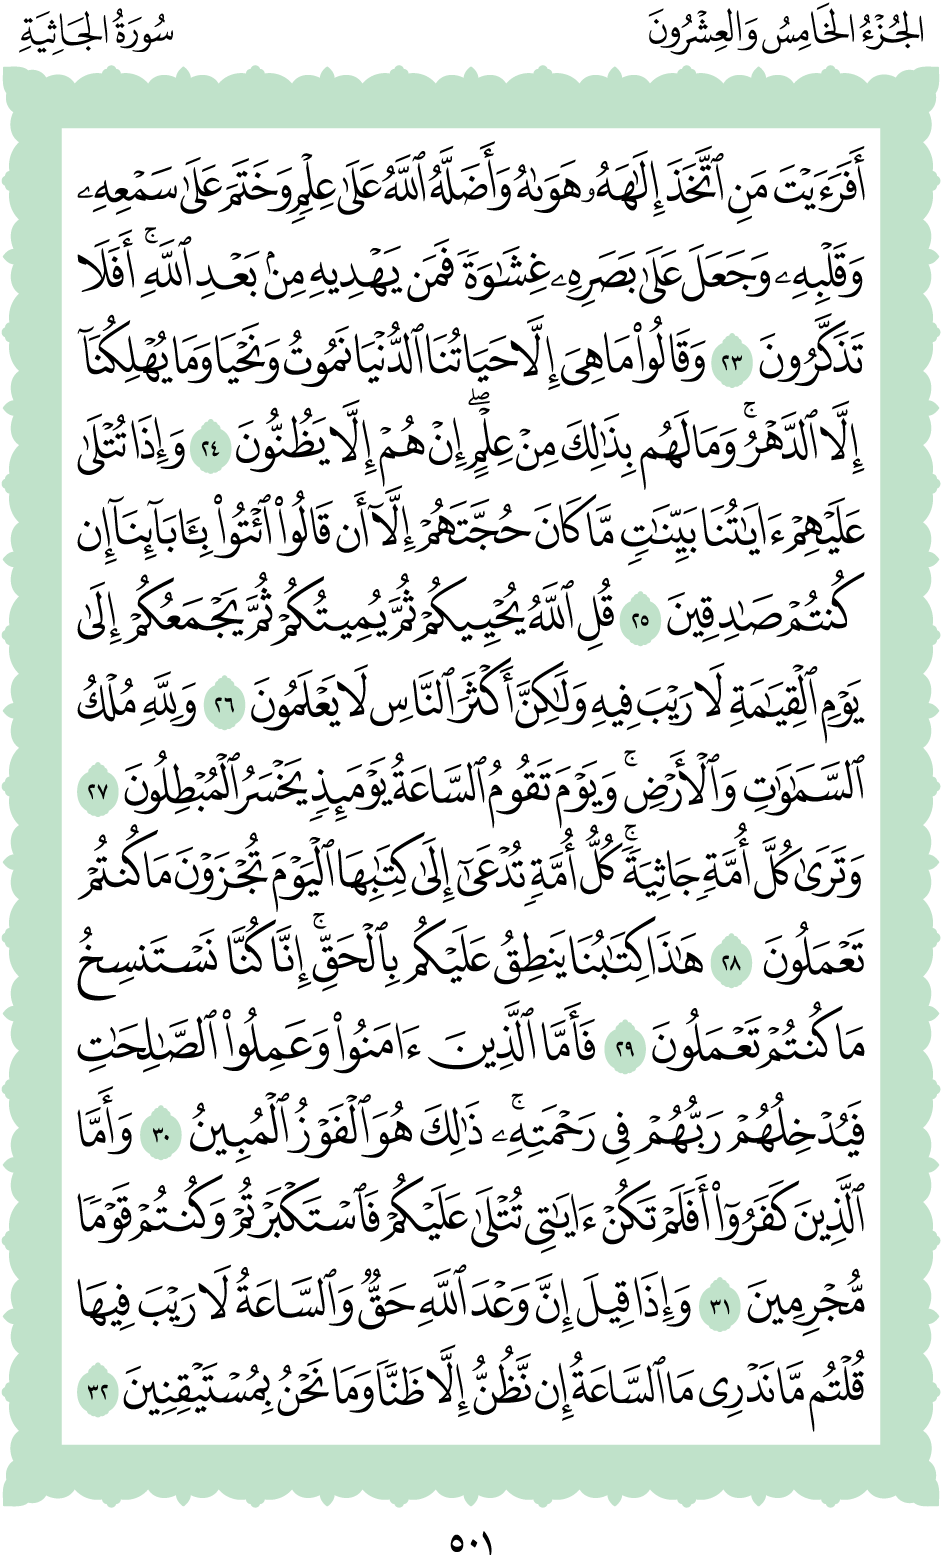 الجُزْءُ الخَامِسُ وَالعِشْرُونَ
سُورَةُ الجَاثِيَةِ
أَفَرَءَيْتَ مَنِ ٱتَّخَذَ إِلَٰهَهُۥ هَوَىٰهُ وَأَضَلَّهُ ٱللَّهُ عَلَىٰ عِلْمٍ وَخَتَمَ عَلَىٰ سَمْعِهِۦ
وَقَلْبِهِۦ وَجَعَلَ عَلَىٰ بَصَرِهِۦ غِشَٰوَةً فَمَن يَهْدِيهِ مِنۢ بَعْدِ ٱللَّهِۚ أَفَلَا
تَذَكَّرُونَ ٢٣ وَقَالُوا۟ مَا هِىَ إِلَّا حَيَاتُنَا ٱلدُّنْيَا نَمُوتُ وَنَحْيَا وَمَا يُهْلِكُنَآ
إِلَّا ٱلدَّهْرُۚ وَمَا لَهُم بِذَٰلِكَ مِنْ عِلْمٍۖ إِنْ هُمْ إِلَّا يَظُنُّونَ ٢٤ وَإِذَا تُتْلَىٰ
عَلَيْهِمْ ءَايَٰتُنَا بَيِّنَٰتٍ مَّا كَانَ حُجَّتَهُمْ إِلَّآ أَن قَالُوا۟ ٱئْتُوا۟ بِـَٔابَآئِنَآ إِن
كُنتُمْ صَٰدِقِينَ ٢٥ قُلِ ٱللَّهُ يُحْيِيكُمْ ثُمَّ يُمِيتُكُمْ ثُمَّ يَجْمَعُكُمْ إِلَىٰ
يَوْمِ ٱلْقِيَٰمَةِ لَا رَيْبَ فِيهِ وَلَٰكِنَّ أَكْثَرَ ٱلنَّاسِ لَا يَعْلَمُونَ ٢٦ وَلِلَّهِ مُلْكُ
ٱلسَّمَٰوَٰتِ وَٱلْأَرْضِۚ وَيَوْمَ تَقُومُ ٱلسَّاعَةُ يَوْمَئِذٍ يَخْسَرُ ٱلْمُبْطِلُونَ ٢٧
وَتَرَىٰ كُلَّ أُمَّةٍ جَاثِيَةًۚ كُلُّ أُمَّةٍ تُدْعَىٰٓ إِلَىٰ كِتَٰبِهَا ٱلْيَوْمَ تُجْزَوْنَ مَا كُنتُمْ
تَعْمَلُونَ ٢٨ هَٰذَا كِتَٰبُنَا يَنطِقُ عَلَيْكُم بِٱلْحَقِّۚ إِنَّا كُنَّا نَسْتَنسِخُ
مَا كُنتُمْ تَعْمَلُونَ ٢٩ فَأَمَّا ٱلَّذِينَ ءَامَنُوا۟ وَعَمِلُوا۟ ٱلصَّٰلِحَٰتِ
فَيُدْخِلُهُمْ رَبُّهُمْ فِى رَحْمَتِهِۦۚ ذَٰلِكَ هُوَ ٱلْفَوْزُ ٱلْمُبِينُ ٣٠ وَأَمَّا
ٱلَّذِينَ كَفَرُوٓا۟ أَفَلَمْ تَكُنْ ءَايَٰتِى تُتْلَىٰ عَلَيْكُمْ فَٱسْتَكْبَرْتُمْ وَكُنتُمْ قَوْمًا
مُّجْرِمِينَ ٣١ وَإِذَا قِيلَ إِنَّ وَعْدَ ٱللَّهِ حَقٌّ وَٱلسَّاعَةُ لَا رَيْبَ فِيهَا
قُلْتُم مَّا نَدْرِى مَا ٱلسَّاعَةُ إِن نَّظُنُّ إِلَّا ظَنًّا وَمَا نَحْنُ بِمُسْتَيْقِنِينَ ٣٢
٥٠١